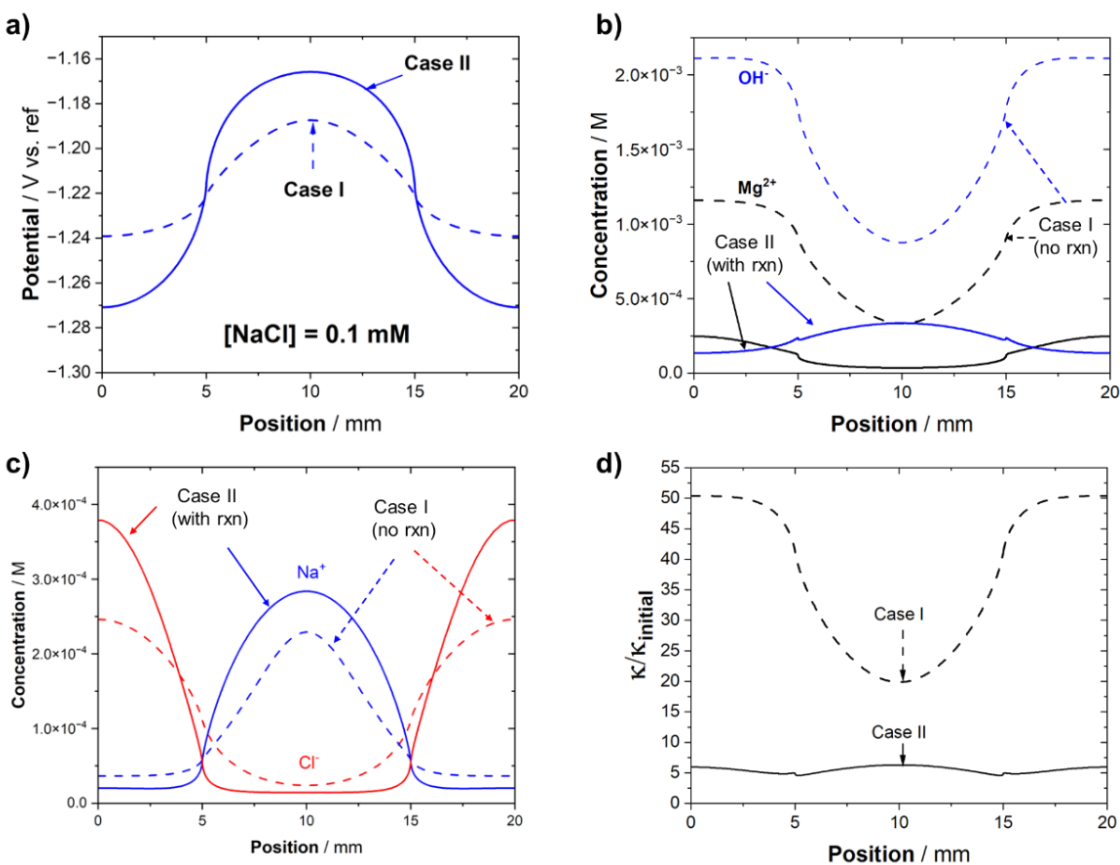 a)
−1.16
−1.18
−1.20
−1.22
−1.24
−1.26
−1.28
−1.30
Potential / V vs. ref
Case II
Case I
[NaCl] = 0.1 mM
0
5
10
15
20
Position / mm
b)
2.0×10⁻³
1.5×10⁻³
1.0×10⁻³
5.0×10⁻⁴
0.0
Concentration / M
OH⁻
Mg²⁺
Case II
(with rxn)
Case I
(no rxn)
0
5
10
15
20
Position / mm
c)
4.0×10⁻⁴
3.0×10⁻⁴
2.0×10⁻⁴
1.0×10⁻⁴
0.0
Concentration / M
Case II
(with rxn)
Case I
(no rxn)
Na⁺
Cl⁻
0
5
10
15
20
Position / mm
d)
55
50
45
40
35
30
25
20
15
10
5
0
κ/κinitial
Case I
Case II
0
5
10
15
20
Position / mm